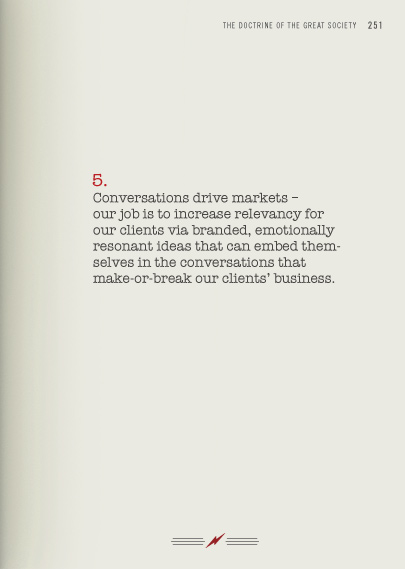 THE DOCTRINE OF THE GREAT SOCIETY 251
5.
Conversations drive markets –
our job is to increase relevancy for
our clients via branded, emotionally
resonant ideas that can embed them-
selves in the conversations that
make-or-break our clients' business.